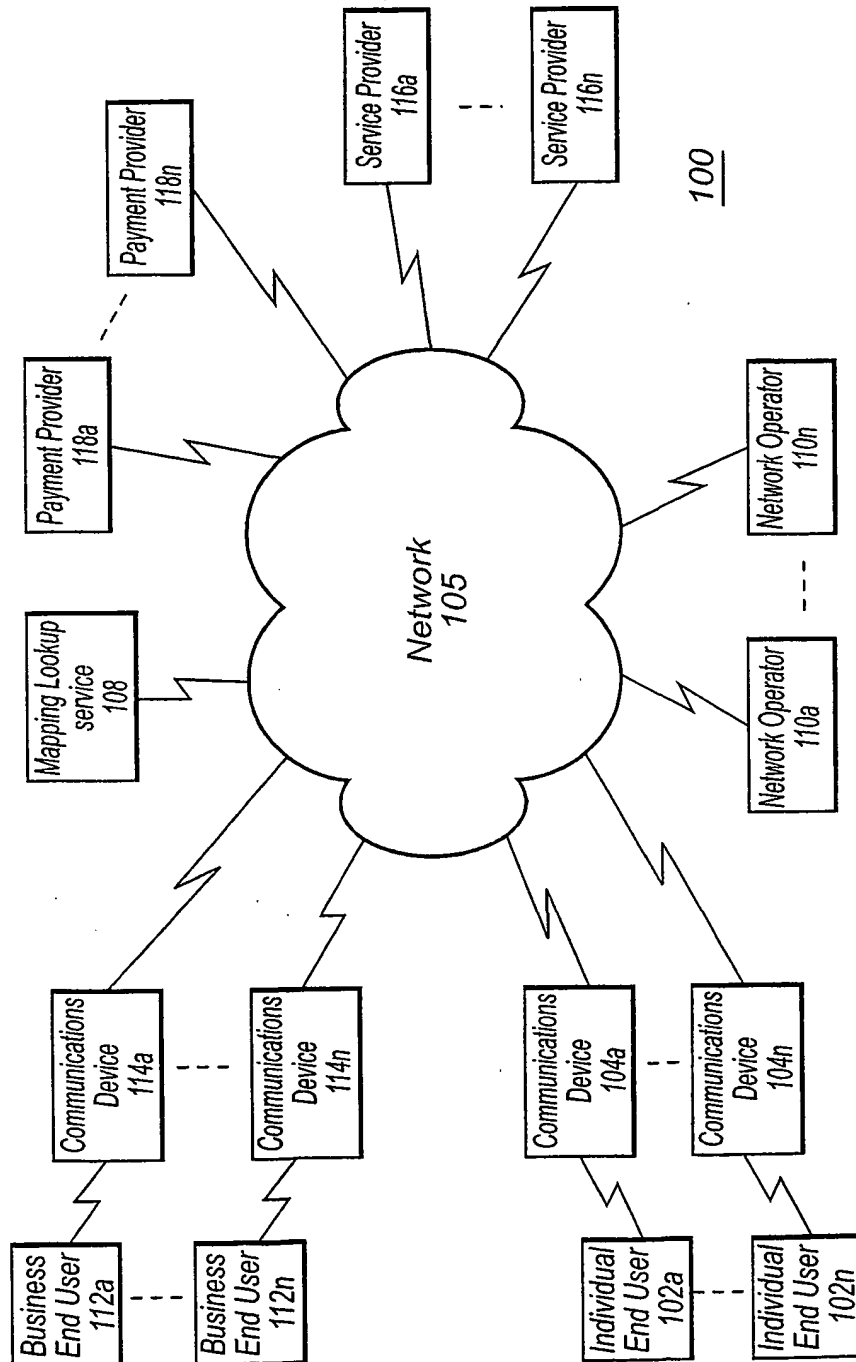 Business
End User
112a
Business
End User
112n
Individual
End User
102a
Individual
End User
102n
Communications
Device
114a
Communications
Device
114n
Communications
Device
104a
Communications
Device
104n
Mapping Lookup
service
108
Payment Provider
118a
Payment Provider
118n
Service Provider
116a
Service Provider
116n
Network
105
Network Operator
110a
Network Operator
110n
100